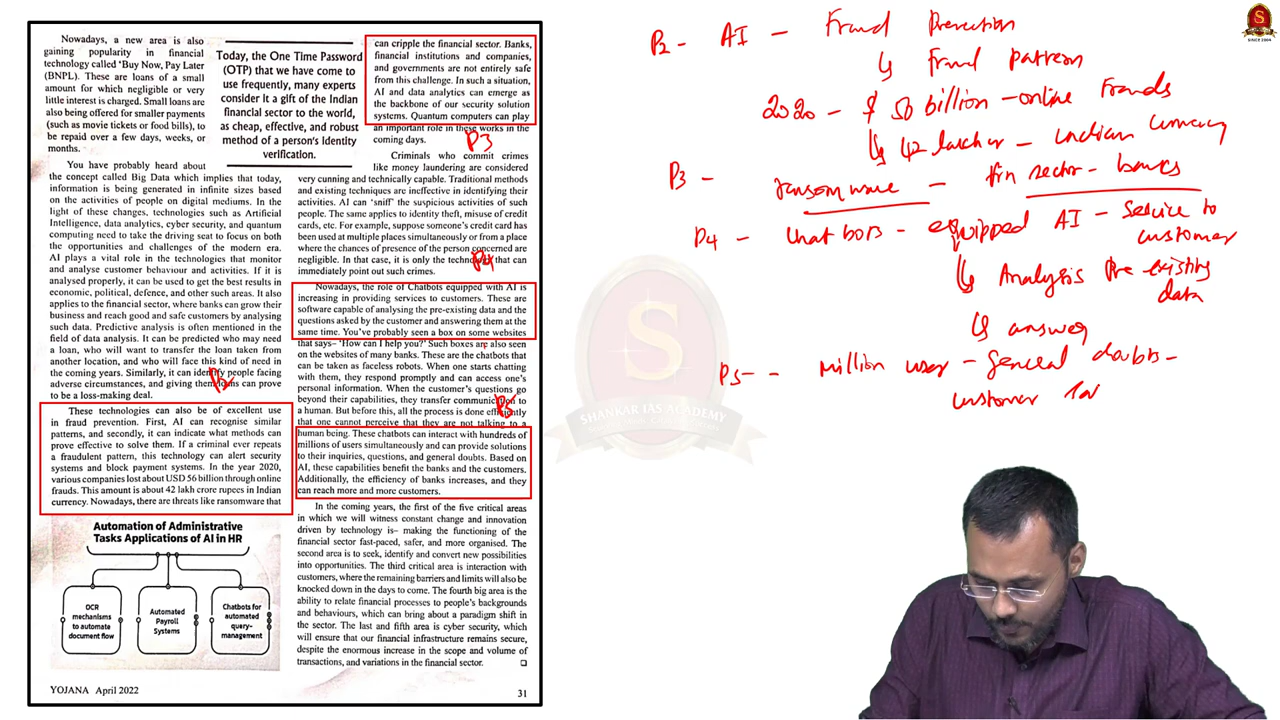 Nowadays, a new area is also
gaining popularity in financial
technology called 'Buy Now, Pay Later
(BNPL). These are loans of a small
amount for which negligible or very
little interest is charged. Small loans are
also being offered for smaller payments
(such as movie tickets or food bills), to
be repaid over a few days, weeks, or
months.
Today, the One Time Password
(OTP) that we have come to
use frequently, many experts
consider it a gift of the Indian
financial sector to the world,
as cheap, effective, and robust
method of a person's identity
verification.
You have probably heard about
the concept called Big Data which implies that today,
information is being generated in infinite sizes based
on the activities of people on digital mediums. In
the light of these changes, technologies such as Artificial
Intelligence, data analytics, cyber security, and quantum
computing need to take the driving seat to focus on both
the opportunities and challenges of the modern era.
AI plays a vital role in the technologies that monitor
and analyse customer behaviour and activities. If it is
analysed properly, it can be used to get the best results in
economic, political, defence, and other such areas. It also
applies to the financial sector, where banks can grow their
business and reach good and safe customers by analysing
such data. Predictive analysis is often mentioned in the
field of data analysis. It can be predicted who may need
a loan, who will want to transfer the loan taken from
another location, and who will face this kind of need in
the coming years. Similarly, it can identify people facing
adverse circumstances, and giving them loans can prove
to be a loss-making deal.
P2
These technologies can also be of excellent use
in fraud prevention. First, AI can recognise similar
patterns, and secondly, it can indicate what methods can
prove effective to solve them. If a criminal ever repeats
a fraudulent pattern, this technology can alert security
systems and block payment systems. In the year 2020,
various companies lost about USD 56 billion through online
frauds. This amount is about 42 lakh crore rupees in Indian
currency. Nowadays, there are threats like ransomware that
Automation of Administrative
Tasks Applications of AI in HR
OCR
mechanisms
to automate
document flow
Automated
Payroll
Systems
Chatbots for
automated
query-
management
can cripple the financial sector. Banks,
financial institutions and companies,
and governments are not entirely safe
from this challenge. In such a situation,
AI and data analytics can emerge as
the backbone of our security solution
systems. Quantum computers can play
an important role in these works in the
coming days.
P3
Criminals who commit crimes
like money laundering are considered
very cunning and technically capable. Traditional methods
and existing techniques are ineffective in identifying their
activities. AI can 'sniff' the suspicious activities of such
people. The same applies to identity theft, misuse of credit
cards, etc. For example, suppose someone's credit card has
been used at multiple places simultaneously or from a place
where the chances of presence of the person concerned are
negligible. In that case, it is only the technology that can
immediately point out such crimes.
P4
Nowadays, the role of Chatbots equipped with AI is
increasing in providing services to customers. These are
software capable of analysing the pre-existing data and the
questions asked by the customer and answering them at the
same time. You've probably seen a box on some websites
that says– 'How can I help you?' Such boxes are also seen
on the websites of many banks. These are the chatbots that
can be taken as faceless robots. When one starts chatting
with them, they respond promptly and can access one's
personal information. When the customer's questions go
beyond their capabilities, they transfer communication to
a human. But before this, all the process is done efficiently
that one cannot perceive that they are not talking to a
P5
human being. These chatbots can interact with hundreds of
millions of users simultaneously and can provide solutions
to their inquiries, questions, and general doubts. Based on
AI, these capabilities benefit the banks and the customers.
Additionally, the efficiency of banks increases, and they
can reach more and more customers.
In the coming years, the first of the five critical areas
in which we will witness constant change and innovation
driven by technology is– making the functioning of the
financial sector fast-paced, safer, and more organised. The
second area is to seek, identify and convert new possibilities
into opportunities. The third critical area is interaction with
customers, where the remaining barriers and limits will also be
knocked down in the days to come. The fourth big area is the
ability to relate financial processes to people's backgrounds
and behaviours, which can bring about a paradigm shift in
the sector. The last and fifth area is cyber security, which
will ensure that our financial infrastructure remains secure,
despite the enormous increase in the scope and volume of
transactions, and variations in the financial sector.
YOJANA April 2022
31
P2 - AI - Fraud Prevention
↳ fraud pattern
2020 - $ 56 billion - online frauds
↳ 42 - Indian currency
P3 - ransomware - fin sector - banks
P4 - chatbots - equipped AI - service to
customer
↳ Analysis Pre existing
data
↳ answer
P5 - - million user - general doubts -
customer
SHANKAR IAS ACADEMY
SINCE 2004